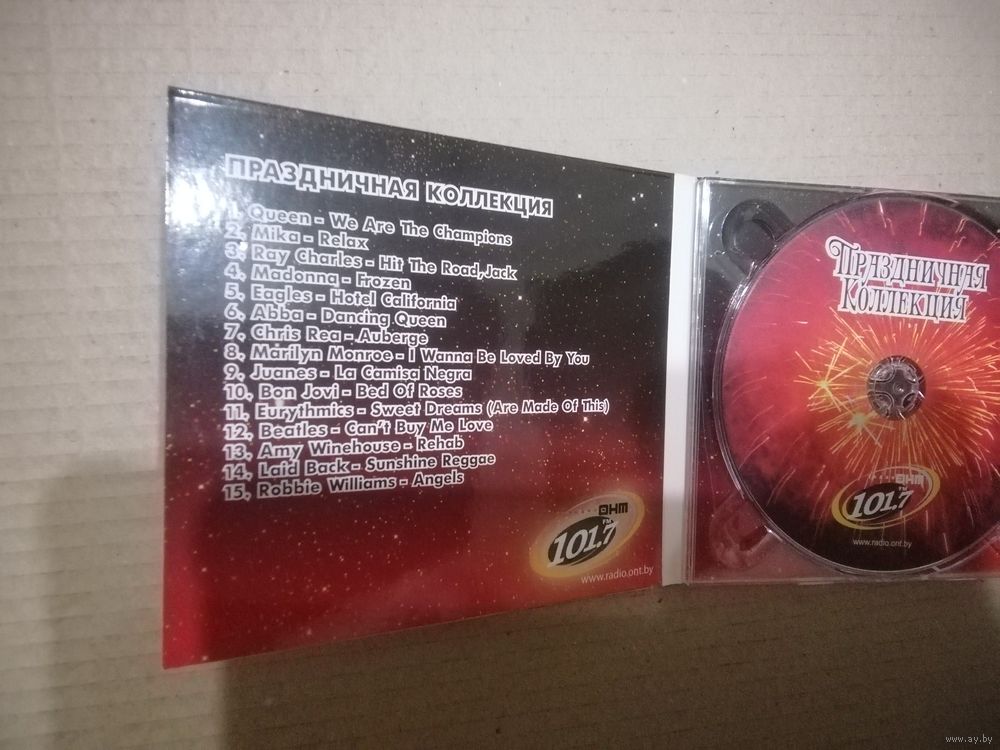 ПРАЗДНИЧНАЯ КОЛЛЕКЦИЯ
1. Queen - We Are The Champions
2. Mika - Relax
3. Ray Charles - Hit The Road, Jack
4. Madonna - Frozen
5. Eagles - Hotel California
6. Abba - Dancing Queen
7. Chris Rea - Auberge
8. Marilyn Monroe - I Wanna Be Loved By You
9. Juanes - La Camisa Negra
10. Bon Jovi - Bed Of Roses
11. Eurythmics - Sweet Dreams (Are Made Of This)
12. Beatles - Can't Buy Me Love
13. Amy Winehouse - Rehab
14. Laid Back - Sunshine Reggae
15. Robbie Williams - Angels
ОНТ
101.7 FM
www.radio.ont.by
Праздничная
Коллекция
ОНТ
101.7 FM
www.radio.ont.by
www.ay.by